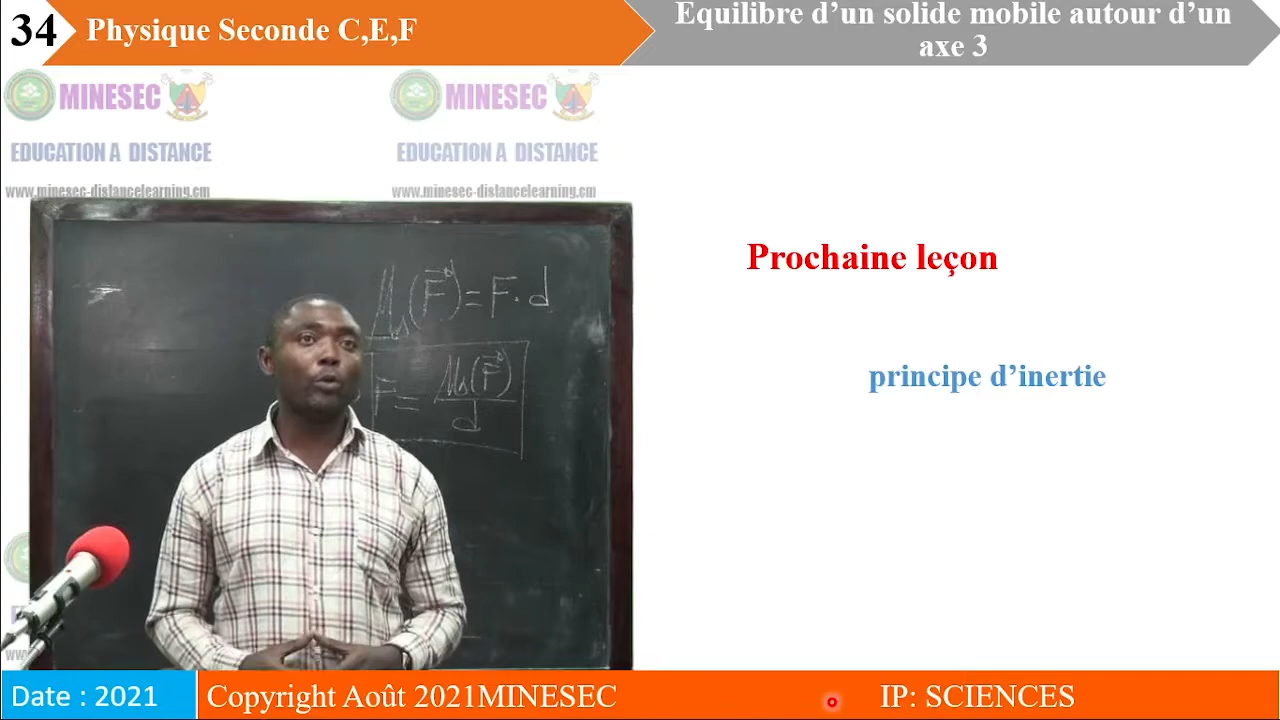 34
Physique Seconde C,E,F
Equilibre d’un solide mobile autour d’un
axe 3
MINESEC
MINESEC
EDUCATION A DISTANCE
EDUCATION A DISTANCE
www.minesec-distancelearning.cm
www.minesec-distancelearning.cm
F = F . d
Prochaine leçon
F =
d
principe d’inertie
Date : 2021
Copyright Août 2021MINESEC
IP: SCIENCES